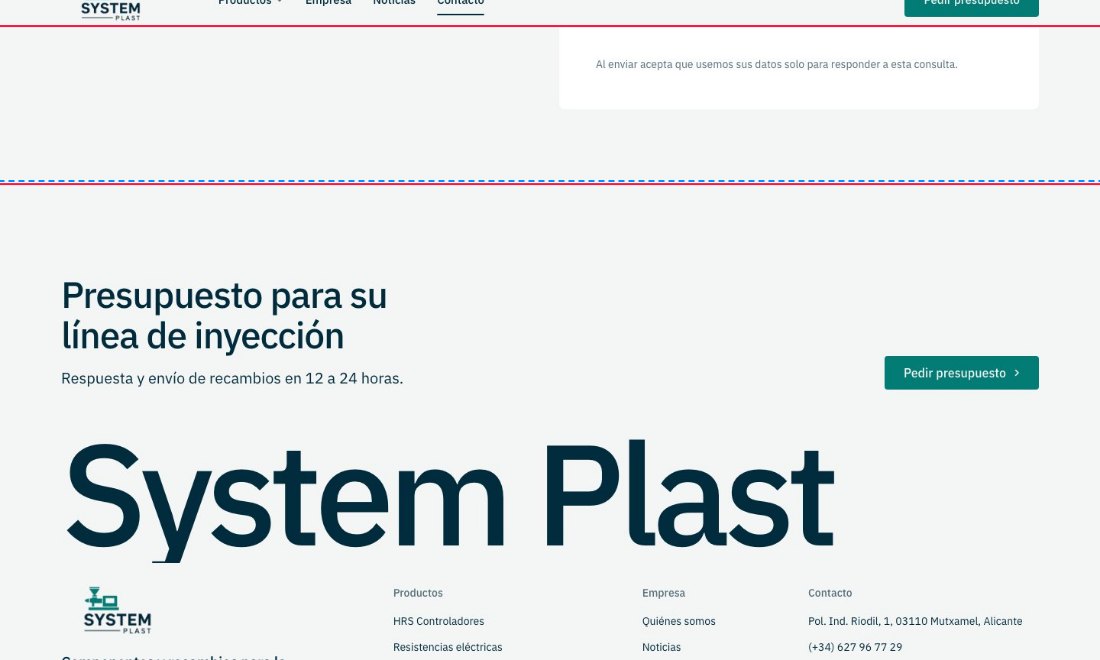 SYSTEM
PLAST
Productos
Empresa
Noticias
Contacto
Pedir presupuesto
Al enviar acepta que usemos sus datos solo para responder a esta consulta.
Presupuesto para su
línea de inyección
Respuesta y envío de recambios en 12 a 24 horas.
Pedir presupuesto
System Plast
SYSTEM
PLAST
Productos
HRS Controladores
Resistencias eléctricas
Empresa
Quiénes somos
Noticias
Contacto
Pol. Ind. Riodil, 1, 03110 Mutxamel, Alicante
(+34) 627 96 77 29